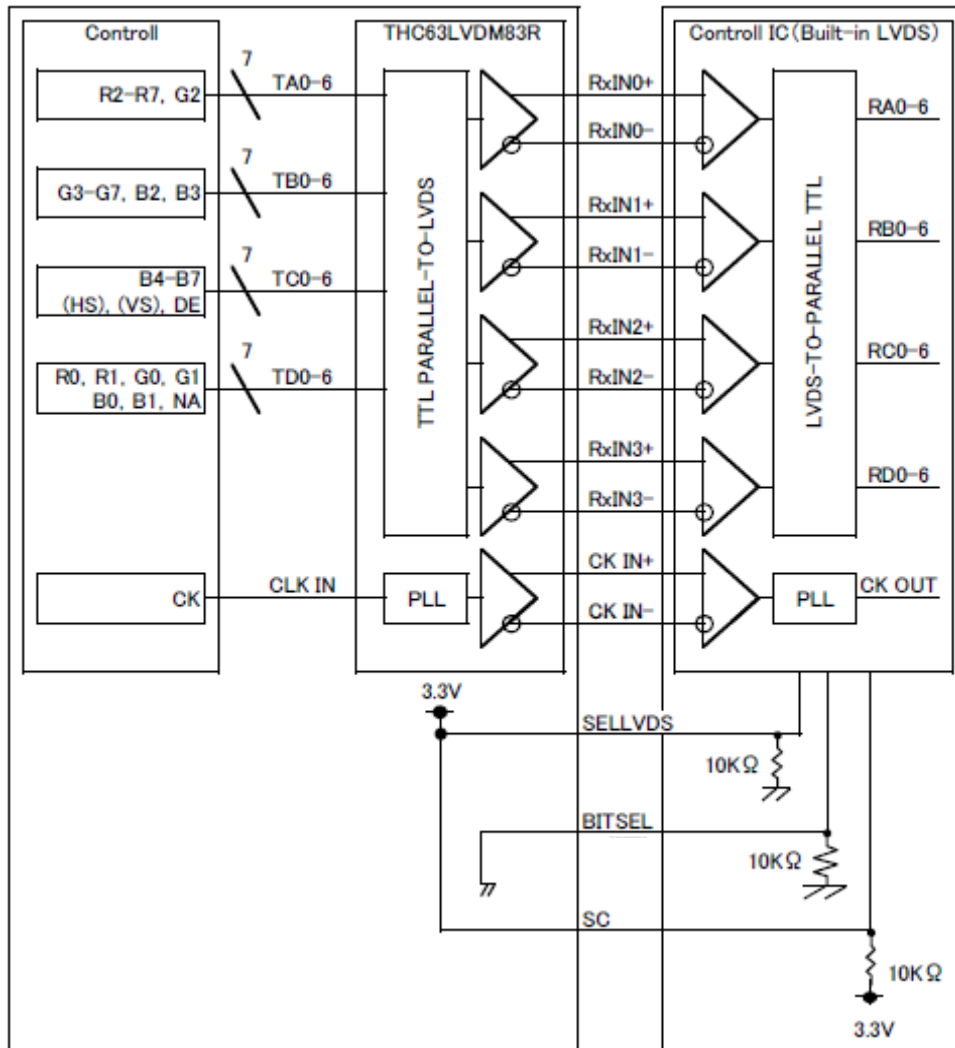 Controll
THC63LVDM83R
Controll IC(Built-in LVDS)
R2-R7, G2
7
TA0-6
RxIN0+
RxIN0-
RA0-6
G3-G7, B2, B3
7
TB0-6
RxIN1+
RxIN1-
RB0-6
B4-B7
(HS), (VS), DE
7
TC0-6
RxIN2+
RxIN2-
RC0-6
R0, R1, G0, G1
B0, B1, NA
7
TD0-6
RxIN3+
RxIN3-
RD0-6
TTL PARALLEL-TO-LVDS
LVDS-TO-PARALLEL TTL
CK
CLK IN
PLL
CK IN+
CK IN-
PLL
CK OUT
3.3V
SELLVDS
10KΩ
BITSEL
10KΩ
SC
10KΩ
3.3V